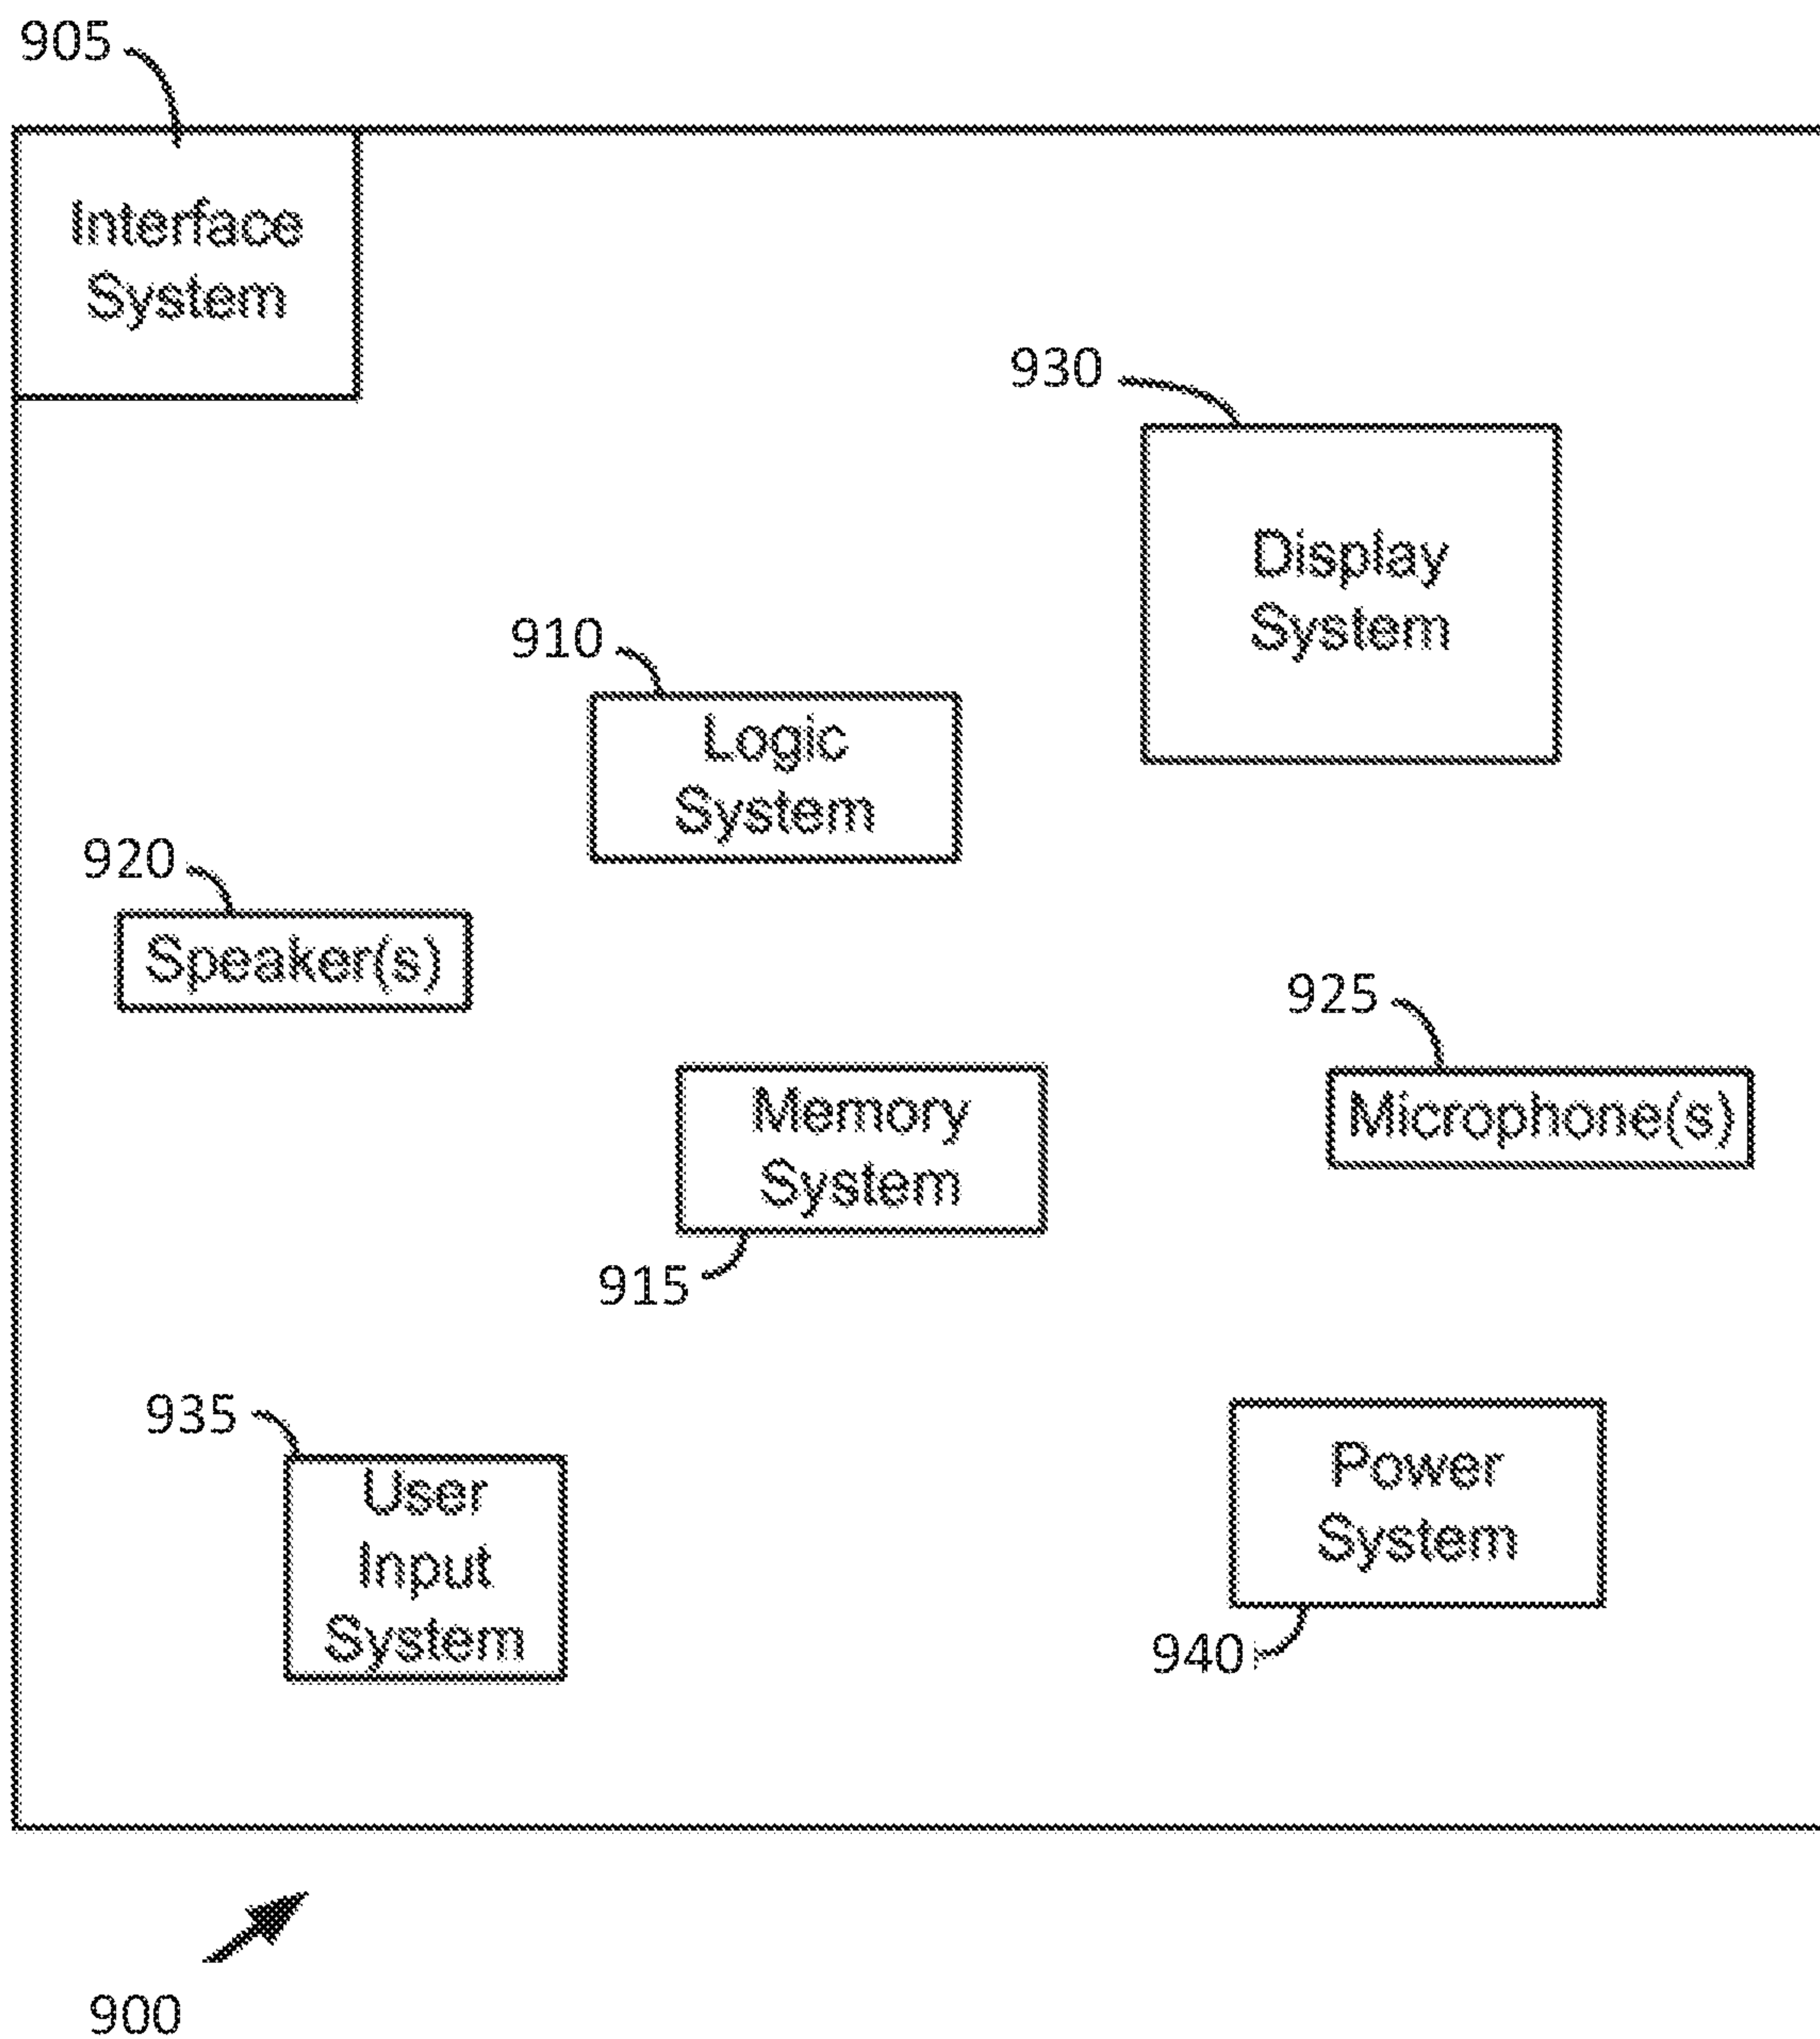 905
Interface
System
930
Display
System
910
Logic
System
920
Speaker(s)
925
Microphone(s)
Memory
System
915
935
User
Input
System
Power
System
940
900